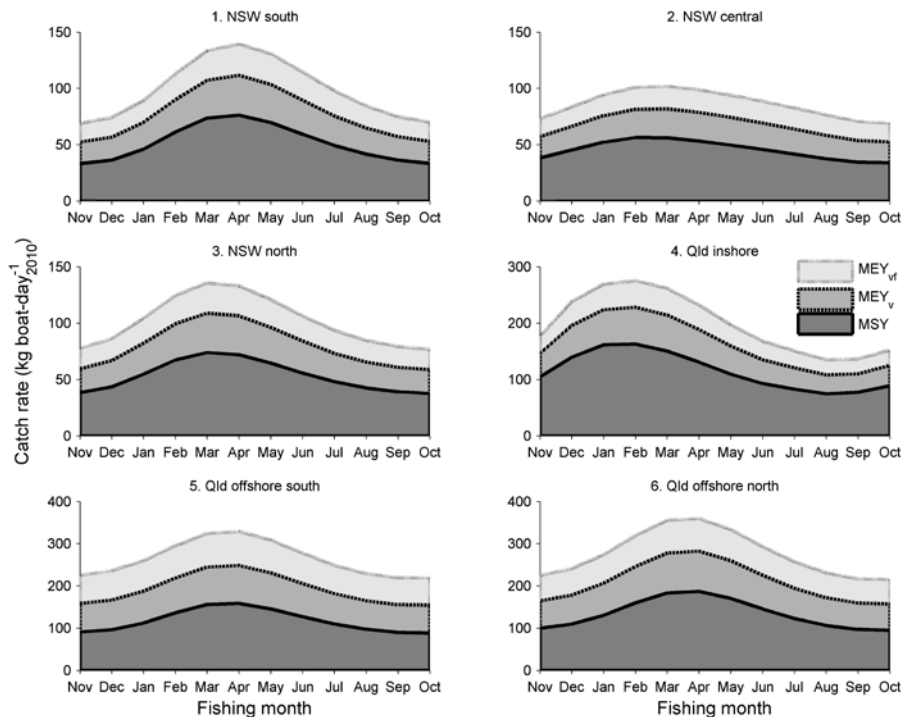 1. NSW south
150
100
50
0
Nov Dec Jan Feb Mar Apr May Jun Jul Aug Sep Oct
2. NSW central
150
100
50
0
Nov Dec Jan Feb Mar Apr May Jun Jul Aug Sep Oct
3. NSW north
150
100
50
0
Nov Dec Jan Feb Mar Apr May Jun Jul Aug Sep Oct
4. Qld inshore
300
200
100
0
Nov Dec Jan Feb Mar Apr May Jun Jul Aug Sep Oct
MEYvf
MEYv
MSY
Catch rate (kg boat-day-1 2010)
5. Qld offshore south
400
300
200
100
0
Nov Dec Jan Feb Mar Apr May Jun Jul Aug Sep Oct
Fishing month
6. Qld offshore north
400
300
200
100
0
Nov Dec Jan Feb Mar Apr May Jun Jul Aug Sep Oct
Fishing month